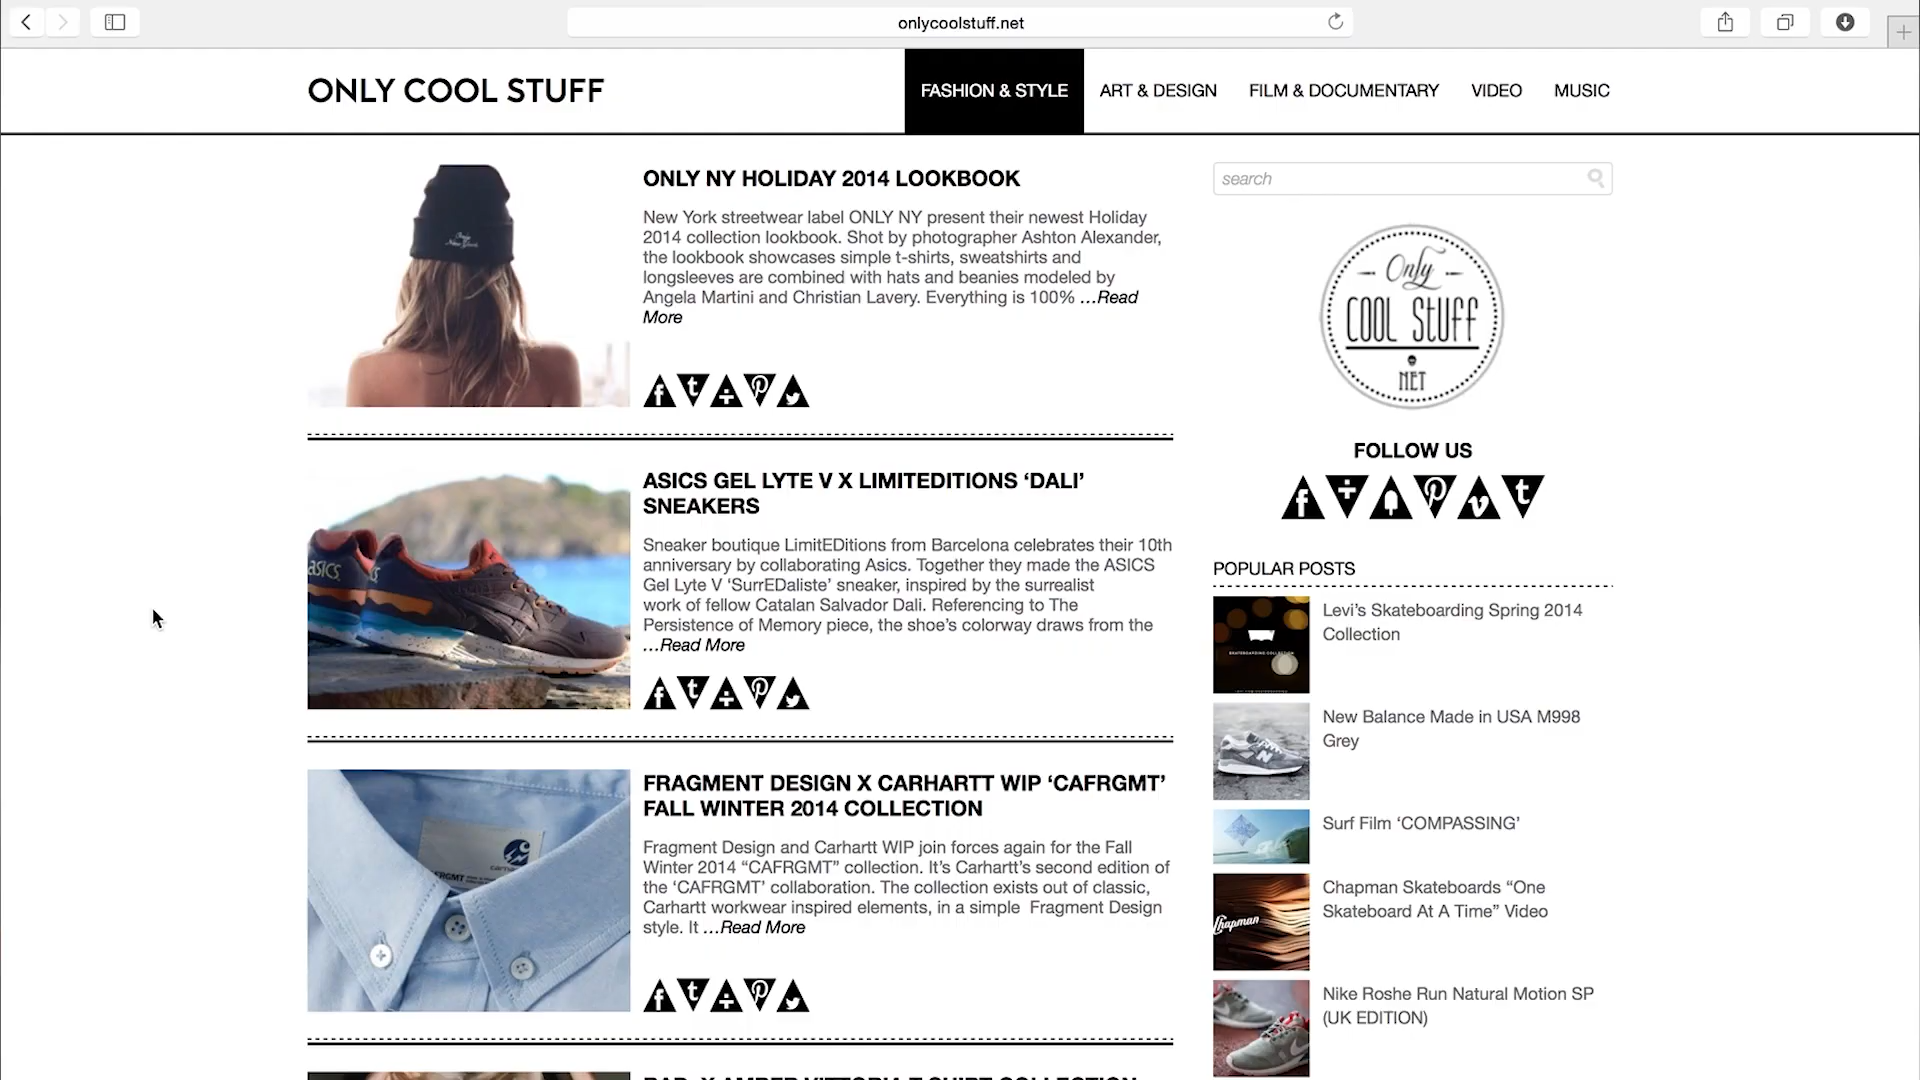 onlycoolstuff.net
ONLY COOL STUFF
FASHION & STYLE
ART & DESIGN
FILM & DOCUMENTARY
VIDEO
MUSIC
ONLY NY HOLIDAY 2014 LOOKBOOK
New York streetwear label ONLY NY present their newest Holiday
2014 collection lookbook. Shot by photographer Ashton Alexander,
the lookbook showcases simple t-shirts, sweatshirts and
longsleeves are combined with hats and beanies modeled by
Angela Martini and Christian Lavery. Everything is 100% …Read
More
ASICS GEL LYTE V X LIMITEDITIONS ‘DALI’
SNEAKERS
Sneaker boutique LimitEDitions from Barcelona celebrates their 10th
anniversary by collaborating Asics. Together they made the ASICS
Gel Lyte V ‘SurrEDaliste’ sneaker, inspired by the surrealist
work of fellow Catalan Salvador Dali. Referencing to The
Persistence of Memory piece, the shoe’s colorway draws from the
…Read More
asics
FRAGMENT DESIGN X CARHARTT WIP ‘CAFRGMT’
FALL WINTER 2014 COLLECTION
Fragment Design and Carhartt WIP join forces again for the Fall
Winter 2014 “CAFRGMT” collection. It’s Carhartt’s second edition of
the ‘CAFRGMT’ collaboration. The collection exists out of classic,
Carhartt workwear inspired elements, in a simple  Fragment Design
style. It …Read More
search
Only
COOL STUFF
NET
FOLLOW US
POPULAR POSTS
Levi’s Skateboarding Spring 2014
Collection
New Balance Made in USA M998
Grey
Surf Film ‘COMPASSING’
Chapman Skateboards “One
Skateboard At A Time” Video
Chapman
Nike Roshe Run Natural Motion SP
(UK EDITION)